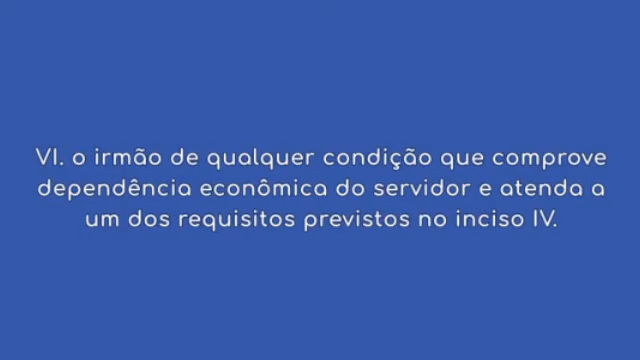 VI. o irmão de qualquer condição que comprove
dependência econômica do servidor e atenda a
um dos requisitos previstos no inciso IV.